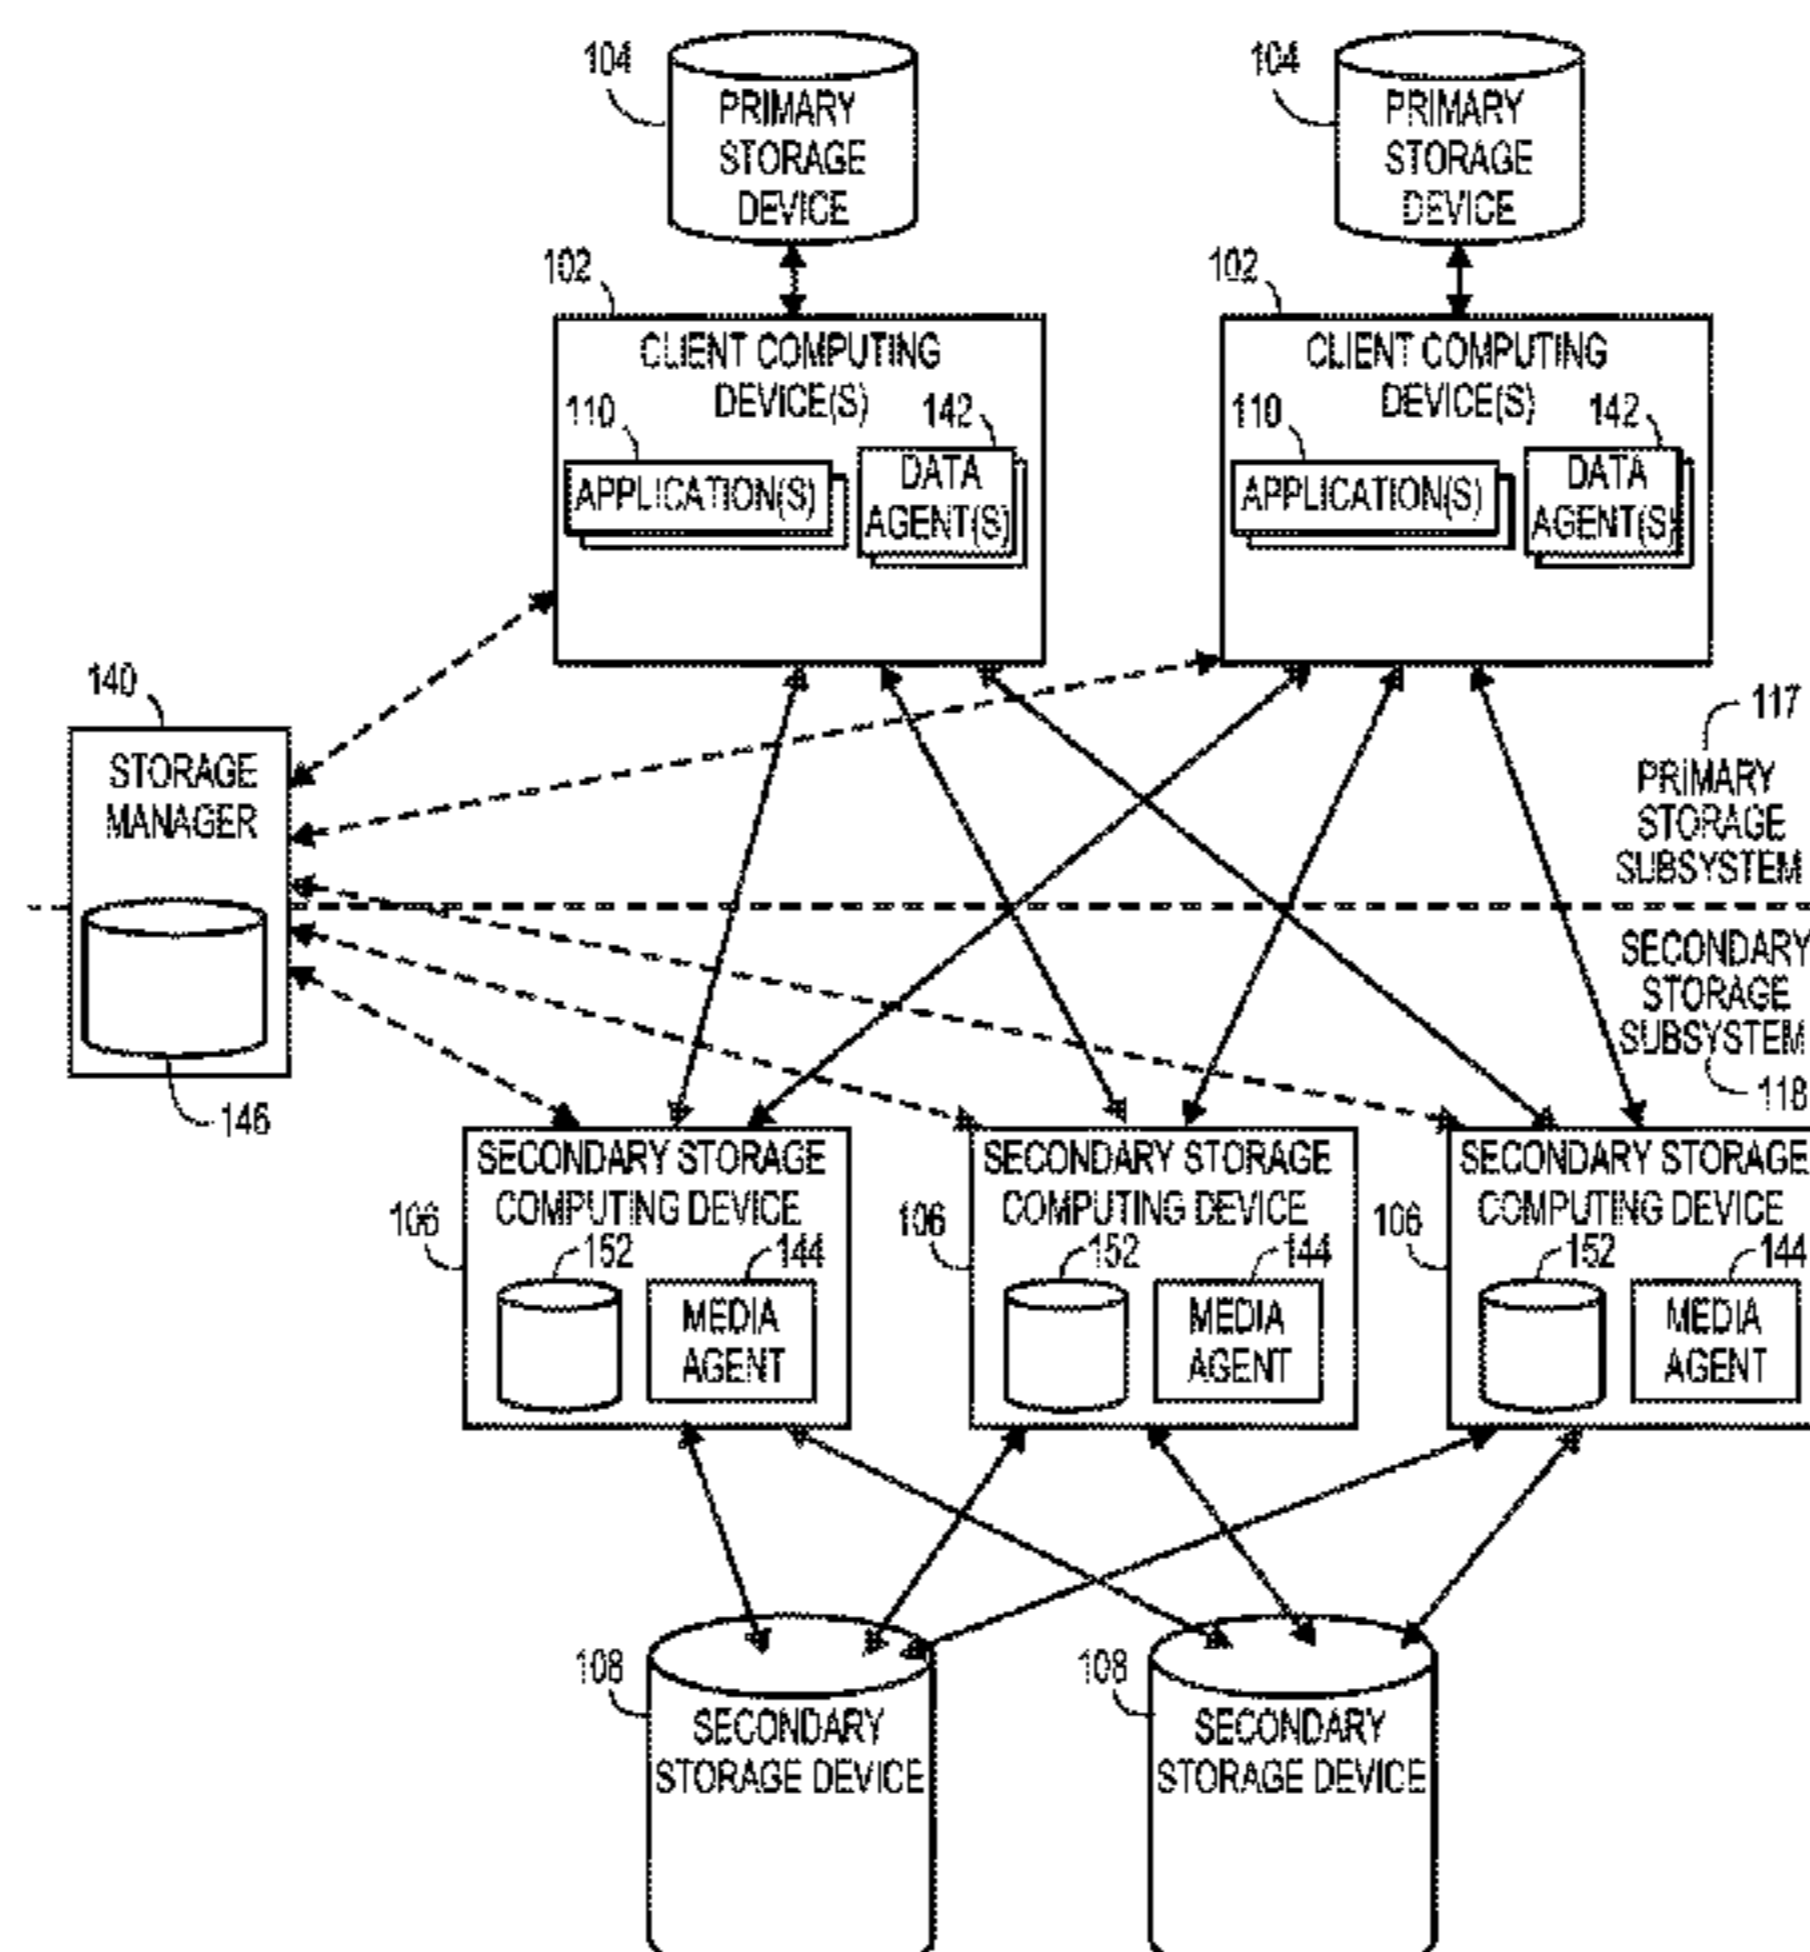 104
PRIMARY
STORAGE
DEVICE
104
PRIMARY
STORAGE
DEVICE
102
CLIENT COMPUTING
DEVICE(S)
110
142
APPLICATION(S)
DATA
AGENT(S)
102
CLIENT COMPUTING
DEVICE(S)
110
142
APPLICATION(S)
DATA
AGENT(S)
140
STORAGE
MANAGER
146
117
PRIMARY
STORAGE
SUBSYSTEM
SECONDARY
STORAGE
SUBSYSTEM
118
SECONDARY STORAGE
COMPUTING DEVICE
106
152
144
MEDIA
AGENT
SECONDARY STORAGE
COMPUTING DEVICE
106
152
144
MEDIA
AGENT
SECONDARY STORAGE
COMPUTING DEVICE
106
152
144
MEDIA
AGENT
108
SECONDARY
STORAGE DEVICE
108
SECONDARY
STORAGE DEVICE